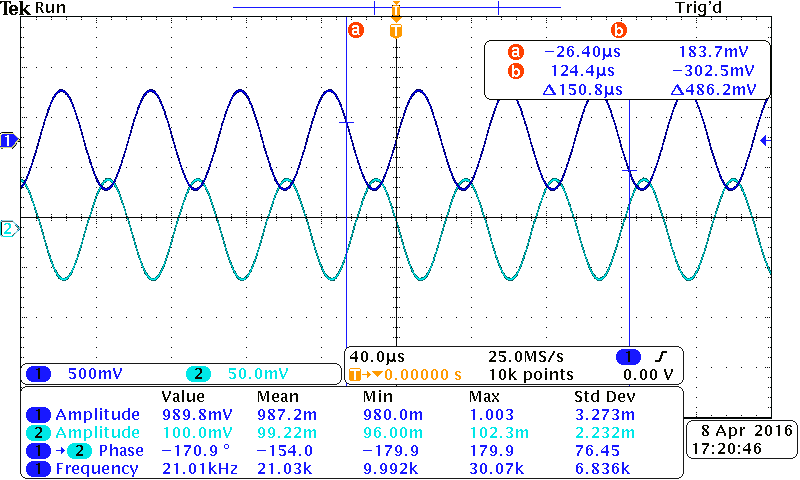 Tek Run Trig'd
T
a T b
a −26.40µs 183.7mV
b 124.4µs −302.5mV
Δ150.8µs Δ486.2mV
1
2
1 500mV 2 50.0mV
40.0µs 25.0MS/s 1
T→▼0.00000 s 10k points 0.00 V
Value Mean Min Max Std Dev
1 Amplitude 989.8mV 987.2m 980.0m 1.003 3.273m
2 Amplitude 100.0mV 99.22m 96.00m 102.3m 2.232m
1 → 2 Phase −170.9 ° −154.0 −179.9 179.9 76.45
1 Frequency 21.01kHz 21.03k 9.992k 30.07k 6.836k
8 Apr 2016
17:20:46